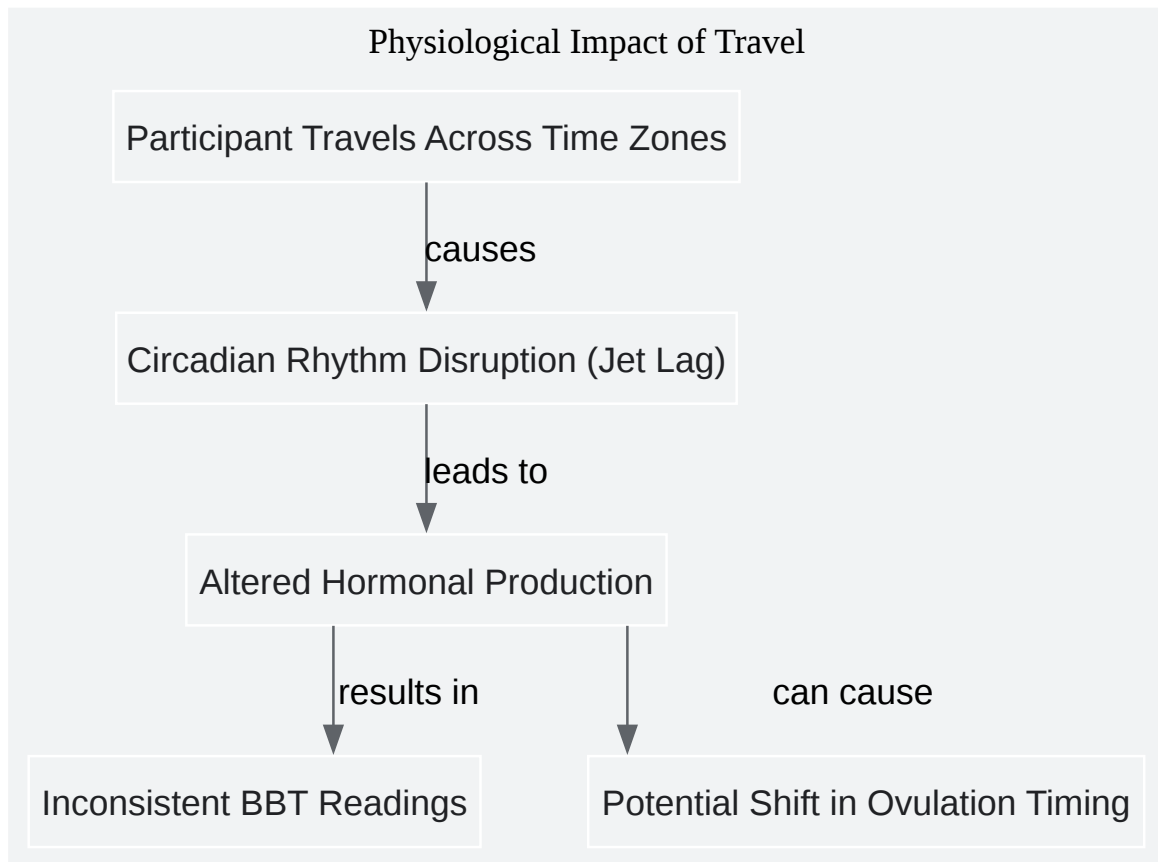 Physiological Impact of Travel
Participant Travels Across Time Zones
causes
Circadian Rhythm Disruption (Jet Lag)
leads to
Altered Hormonal Production
results in
can cause
Inconsistent BBT Readings
Potential Shift in Ovulation Timing